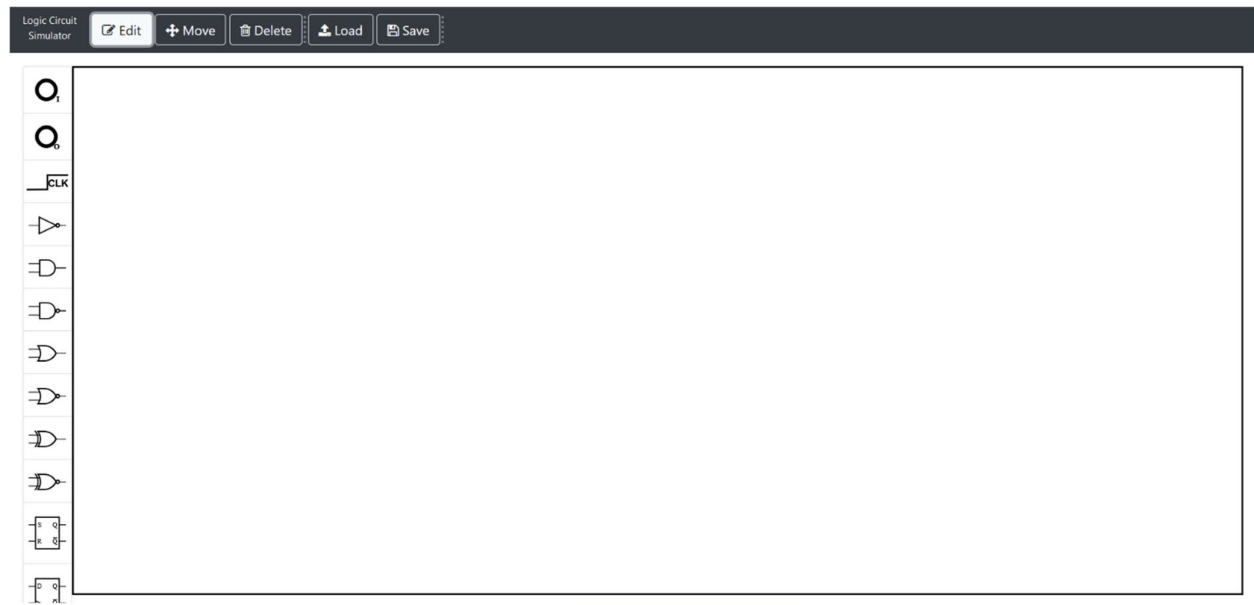 Logic Circuit
Simulator
Edit
Move
Delete
Load
Save
I
O
CLK
S Q
R Q̅
D Q